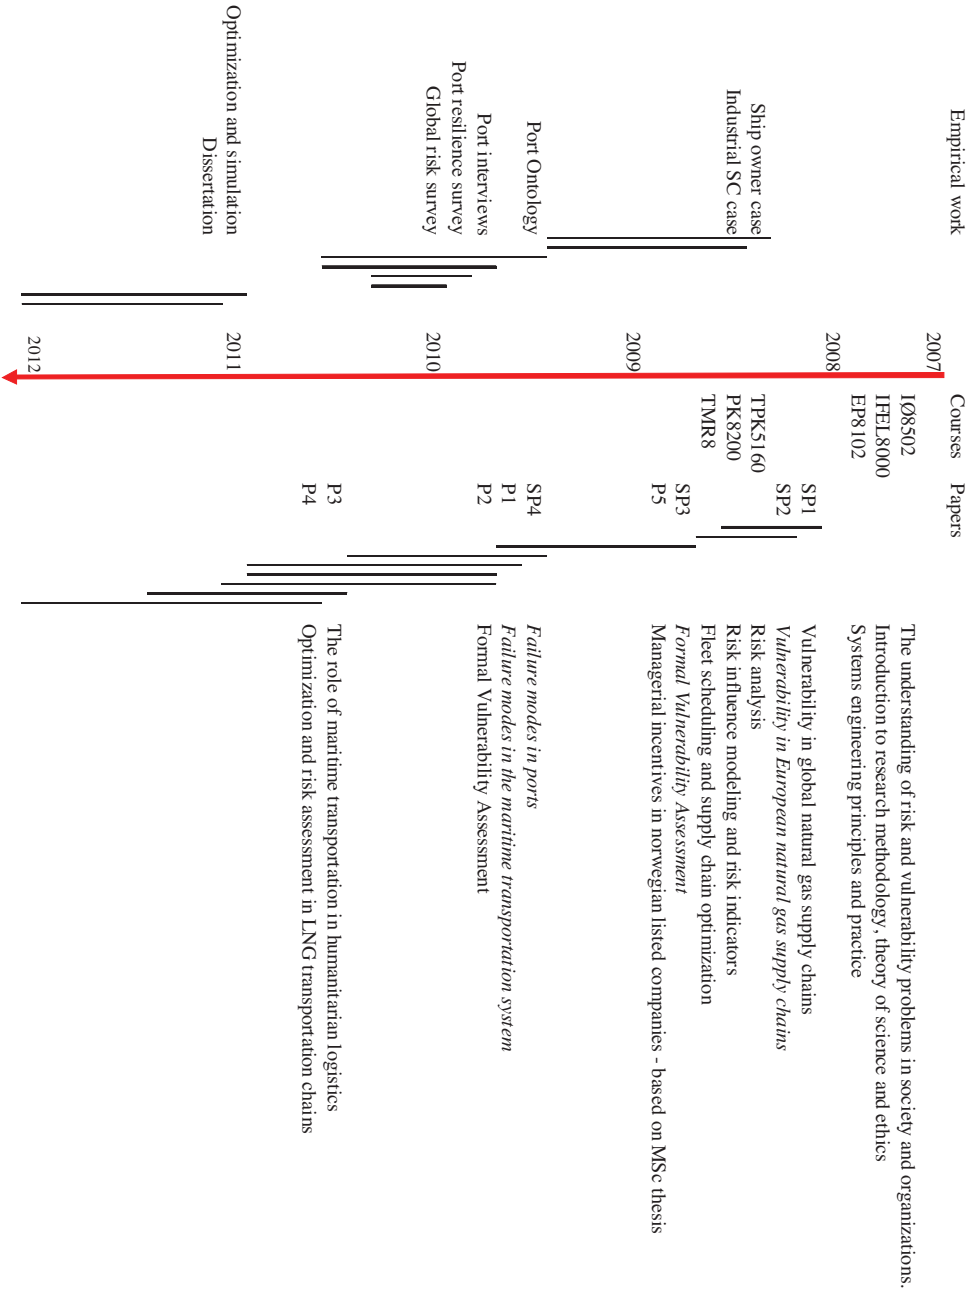 Empirical work Courses Papers
2007
IØ8502 The understanding of risk and vulnerability problems in society and organizations.
IFEL8000 Introduction to research methodology, theory of science and ethics
EP8102 Systems engineering principles and practice
2008
SP1 Vulnerability in global natural gas supply chains
SP2 Vulnerability in European natural gas supply chains
Ship owner case TPK5160 Risk analysis
Industrial SC case PK8200 Risk influence modeling and risk indicators
TMR8 Fleet scheduling and supply chain optimization
SP3 Formal Vulnerability Assessment
P5 Managerial incentives in norwegian listed companies - based on MSc thesis
2009
Port Ontology SP4 Failure modes in ports
P1 Failure modes in the maritime transportation system
Port interviews P2 Formal Vulnerability Assessment
Port resilience survey
Global risk survey 2010
P3 The role of maritime transportation in humanitarian logistics
P4 Optimization and risk assessment in LNG transportation chains
Optimization and simulation 2011
Dissertation
2012